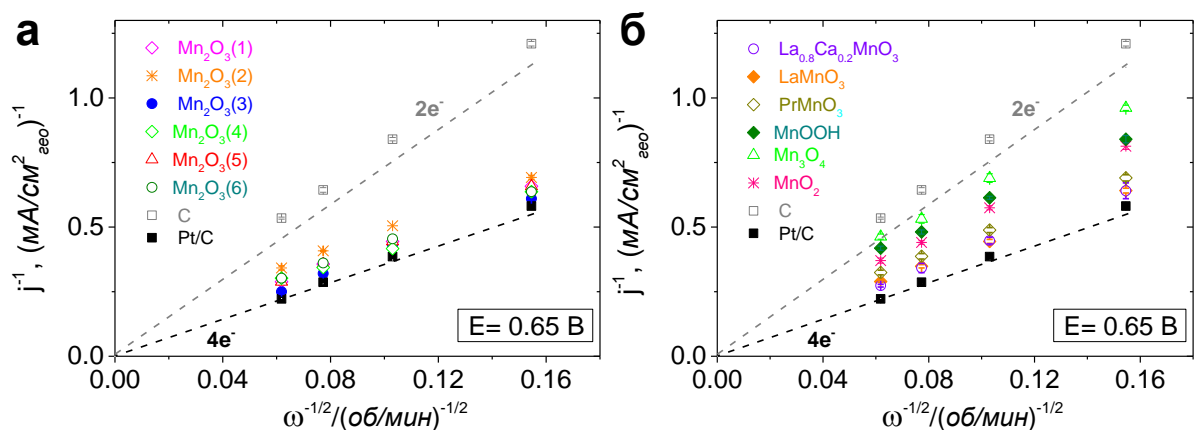 а
Mn₂O₃(1)
Mn₂O₃(2)
Mn₂O₃(3)
Mn₂O₃(4)
Mn₂O₃(5)
Mn₂O₃(6)
C
Pt/C
2e⁻
4e⁻
E= 0.65 В
1.0
0.5
0.0
0.00 0.04 0.08 0.12 0.16
j⁻¹ , (мА/см²гео)⁻¹
ω⁻¹/²/(об/мин)⁻¹/²
б
La₀.₈Ca₀.₂MnO₃
LaMnO₃
PrMnO₃
MnOOH
Mn₃O₄
MnO₂
C
Pt/C
2e⁻
4e⁻
E= 0.65 В
1.0
0.5
0.0
0.00 0.04 0.08 0.12 0.16
j⁻¹ , (мА/см²гео)⁻¹
ω⁻¹/²/(об/мин)⁻¹/²